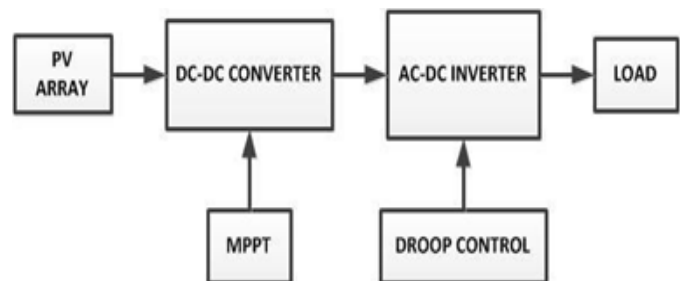 PV
ARRAY
DC-DC CONVERTER
AC-DC INVERTER
LOAD
MPPT
DROOP CONTROL